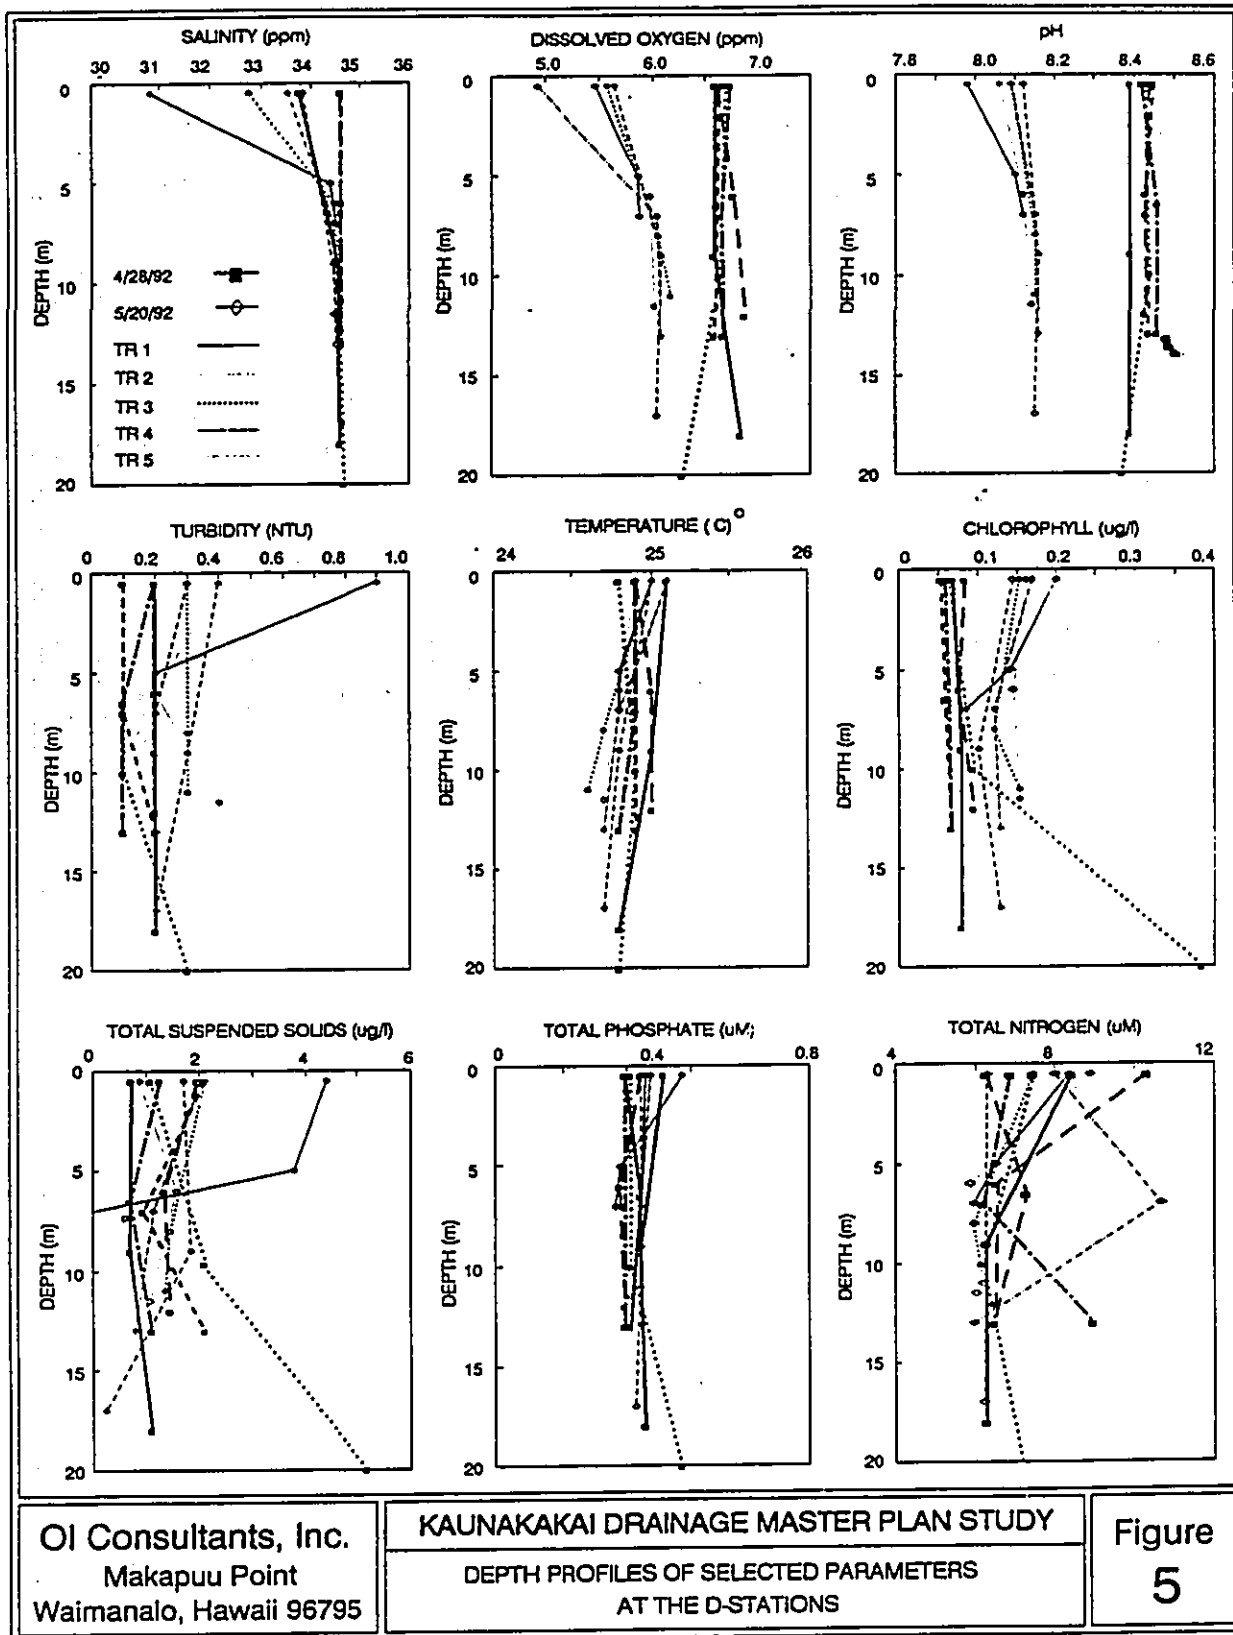 SALINITY (ppm)
30 31 32 33 34 35 36
0
5
10
15
20
DEPTH (m)
4/28/92
5/20/92
TR 1
TR 2
TR 3
TR 4
TR 5
DISSOLVED OXYGEN (ppm)
5.0 6.0 7.0
0
5
10
15
20
DEPTH (m)
pH
7.8 8.0 8.2 8.4 8.6
0
5
10
15
20
DEPTH (m)
TURBIDITY (NTU)
0 0.2 0.4 0.6 0.8 1.0
0
5
10
15
20
DEPTH (m)
TEMPERATURE ( C)°
24 25 26
0
5
10
15
20
DEPTH (m)
CHLOROPHYLL (ug/l)
0 0.1 0.2 0.3 0.4
0
5
10
15
20
DEPTH (m)
TOTAL SUSPENDED SOLIDS (ug/l)
0 2 4 6
0
5
10
15
20
DEPTH (m)
TOTAL PHOSPHATE (uM)
0 0.4 0.8
0
5
10
15
20
DEPTH (m)
TOTAL NITROGEN (uM)
4 8 12
0
5
10
15
20
DEPTH (m)
OI Consultants, Inc.
Makapuu Point
Waimanalo, Hawaii 96795
KAUNAKAKAI DRAINAGE MASTER PLAN STUDY
DEPTH PROFILES OF SELECTED PARAMETERS
AT THE D-STATIONS
Figure
5